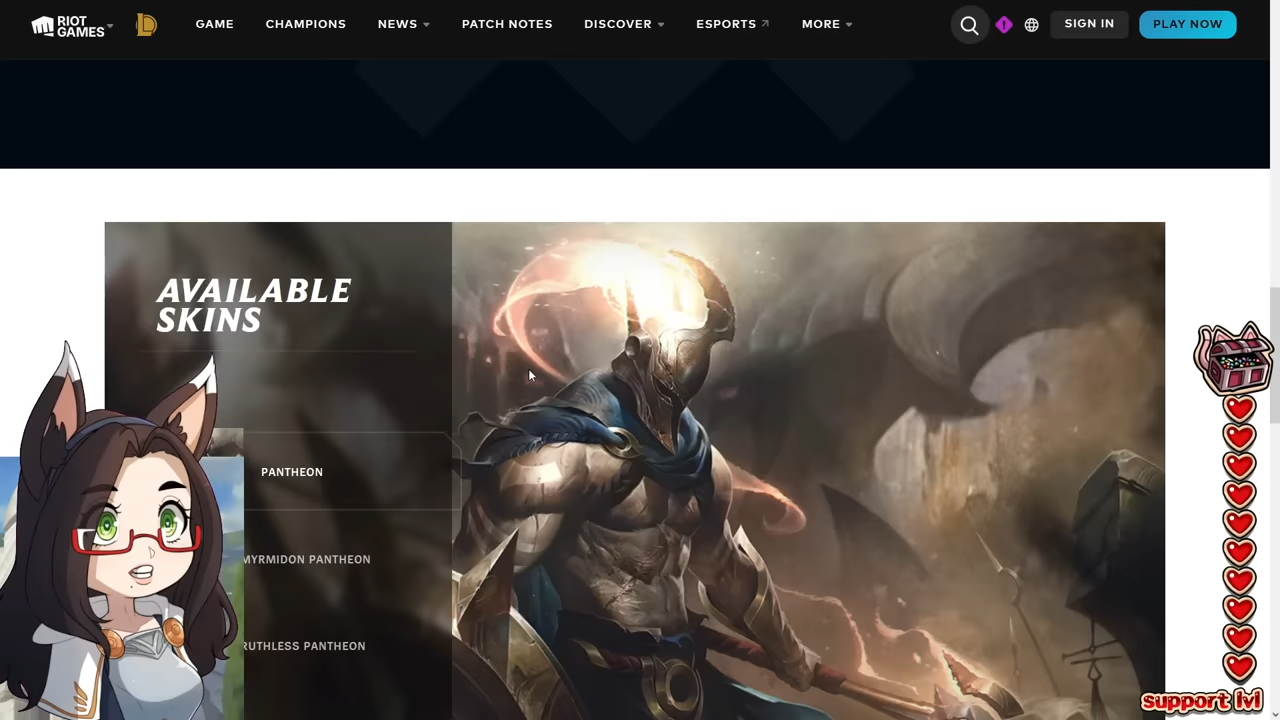 RIOT GAMES
GAME
CHAMPIONS
NEWS
PATCH NOTES
DISCOVER
ESPORTS
MORE
SIGN IN
PLAY NOW
AVAILABLE
SKINS
PANTHEON
MYRMIDON PANTHEON
RUTHLESS PANTHEON
support lvl